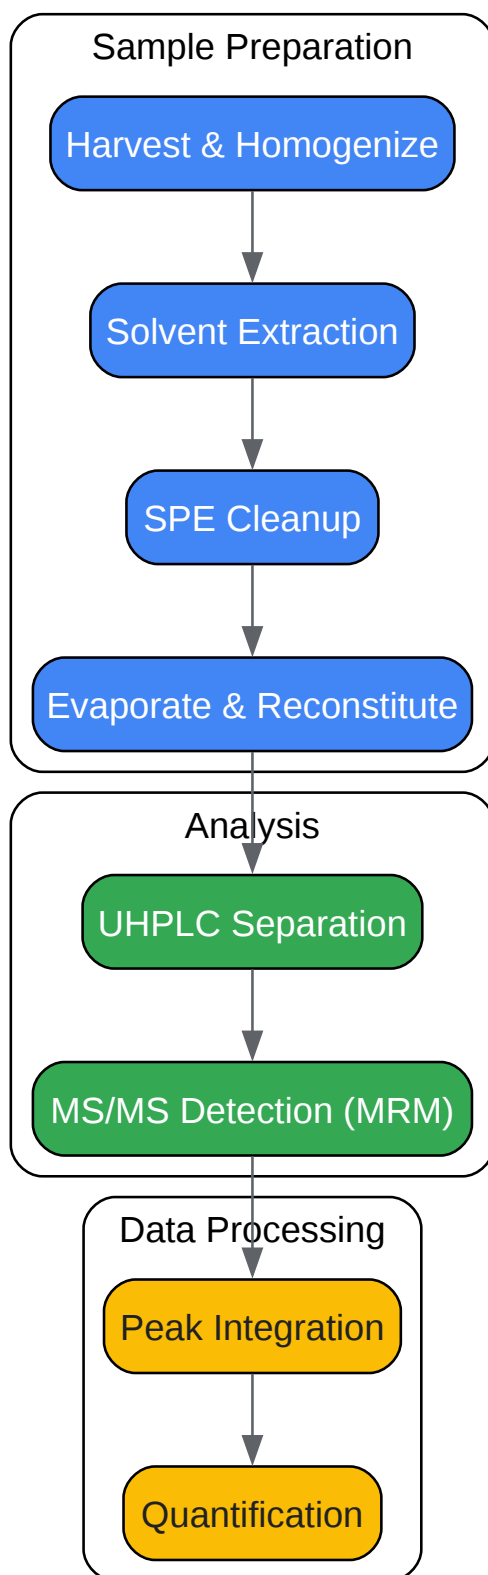 Sample Preparation
Harvest & Homogenize
Solvent Extraction
SPE Cleanup
Evaporate & Reconstitute
Analysis
UHPLC Separation
MS/MS Detection (MRM)
Data Processing
Peak Integration
Quantification